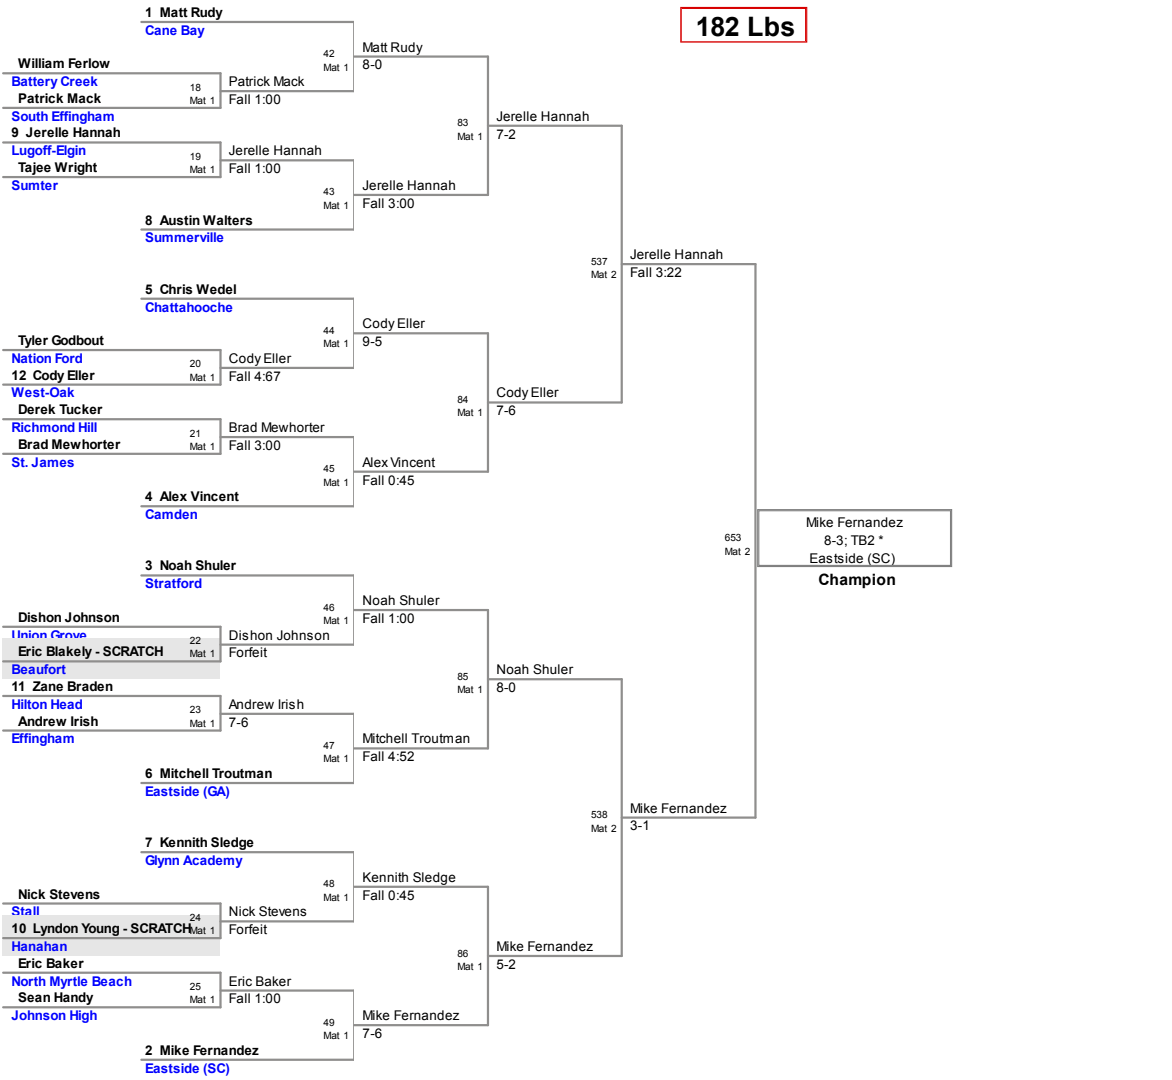 182 Lbs
1 Matt Rudy
Cane Bay
42
Mat 1
Matt Rudy
8-0
William Ferlow
Battery Creek
18
Mat 1
Patrick Mack
Fall 1:00
Patrick Mack
South Effingham
83
Mat 1
Jerelle Hannah
7-2
9 Jerelle Hannah
Lugoff-Elgin
19
Mat 1
Jerelle Hannah
Fall 1:00
Tajee Wright
Sumter
43
Mat 1
Jerelle Hannah
Fall 3:00
8 Austin Walters
Summerville
537
Mat 2
Jerelle Hannah
Fall 3:22
5 Chris Wedel
Chattahooche
44
Mat 1
Cody Eller
9-5
Tyler Godbout
Nation Ford
20
Mat 1
Cody Eller
Fall 4:67
12 Cody Eller
West-Oak
84
Mat 1
Cody Eller
7-6
Derek Tucker
Richmond Hill
21
Mat 1
Brad Mewhorter
Fall 3:00
Brad Mewhorter
St. James
45
Mat 1
Alex Vincent
Fall 0:45
4 Alex Vincent
Camden
653
Mat 2
Mike Fernandez
8-3; TB2 *
Eastside (SC)
Champion
3 Noah Shuler
Stratford
46
Mat 1
Noah Shuler
Fall 1:00
Dishon Johnson
Union Grove
22
Mat 1
Dishon Johnson
Forfeit
Eric Blakely - SCRATCH
Beaufort
85
Mat 1
Noah Shuler
8-0
11 Zane Braden
Hilton Head
23
Mat 1
Andrew Irish
7-6
Andrew Irish
Effingham
47
Mat 1
Mitchell Troutman
Fall 4:52
6 Mitchell Troutman
Eastside (GA)
538
Mat 2
Mike Fernandez
3-1
7 Kennith Sledge
Glynn Academy
48
Mat 1
Kennith Sledge
Fall 0:45
Nick Stevens
Stall
24
Mat 1
Nick Stevens
Forfeit
10 Lyndon Young - SCRATCH
Hanahan
86
Mat 1
Mike Fernandez
5-2
Eric Baker
North Myrtle Beach
25
Mat 1
Eric Baker
Fall 1:00
Sean Handy
Johnson High
49
Mat 1
Mike Fernandez
7-6
2 Mike Fernandez
Eastside (SC)